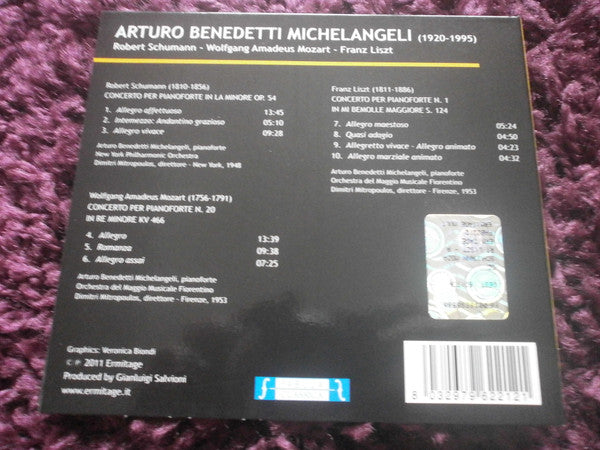 ARTURO BENEDETTI MICHELANGELI (1920-1995)
Robert Schumann - Wolfgang Amadeus Mozart - Franz Liszt
Robert Schumann (1810-1856)
CONCERTO PER PIANOFORTE IN LA MINORE OP. 54
1. Allegro affettuoso 13:45
2. Intermezzo: Andantino grazioso 05:10
3. Allegro vivace 09:28
Arturo Benedetti Michelangeli, pianoforte
New York Philharmonic Orchestra
Dimitri Mitropoulos, direttore - New York, 1948
Wolfgang Amadeus Mozart (1756-1791)
CONCERTO PER PIANOFORTE N. 20
IN RE MINORE KV 466
4. Allegro 13:39
5. Romanza 09:38
6. Allegro assai 07:25
Arturo Benedetti Michelangeli, pianoforte
Orchestra del Maggio Musicale Fiorentino
Dimitri Mitropoulos, direttore - Firenze, 1953
Franz Liszt (1811-1886)
CONCERTO PER PIANOFORTE N. 1
IN MI BEMOLLE MAGGIORE S. 124
7. Allegro maestoso 05:24
8. Quasi adagio 04:50
9. Allegretto vivace - Allegro animato 04:23
10. Allegro marziale animato 04:32
Arturo Benedetti Michelangeli, pianoforte
Orchestra del Maggio Musicale Fiorentino
Dimitri Mitropoulos, direttore - Firenze, 1953
Graphics: Veronica Biondi
© ℗ 2011 Ermitage
Produced by Gianluigi Salvioni
www.ermitage.it
8 032979 622121